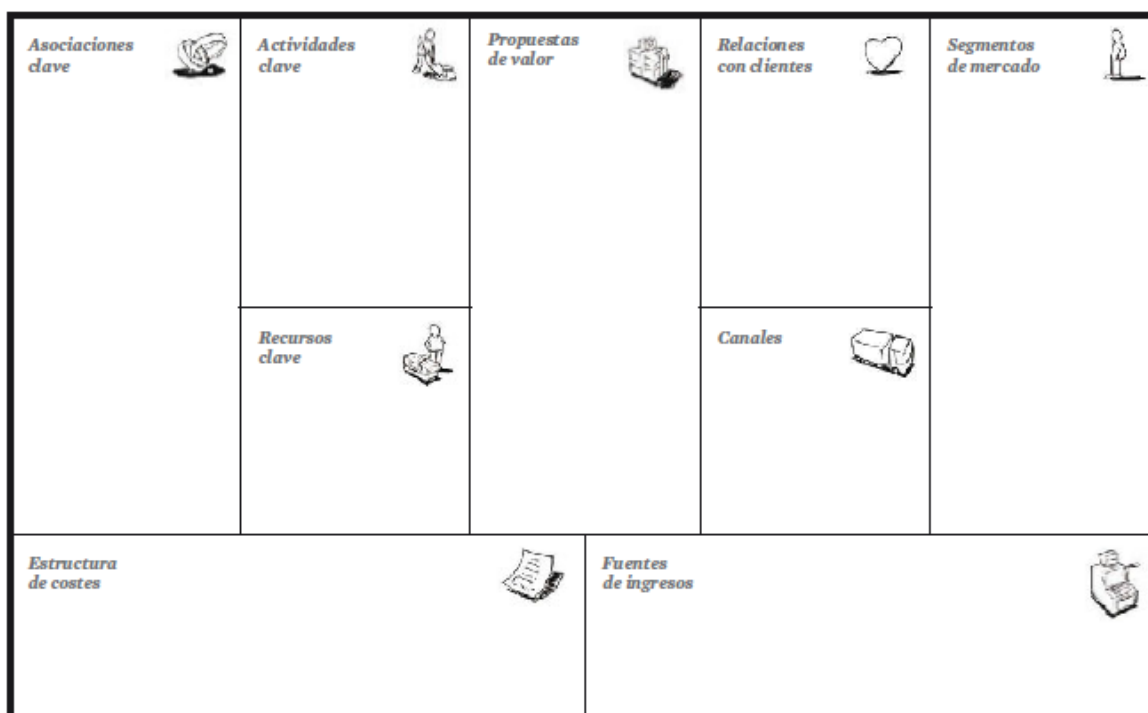 Asociaciones
clave
Actividades
clave
Propuestas
de valor
Relaciones
con clientes
Segmentos
de mercado
Recursos
clave
Canales
Estructura
de costes
Fuentes
de ingresos